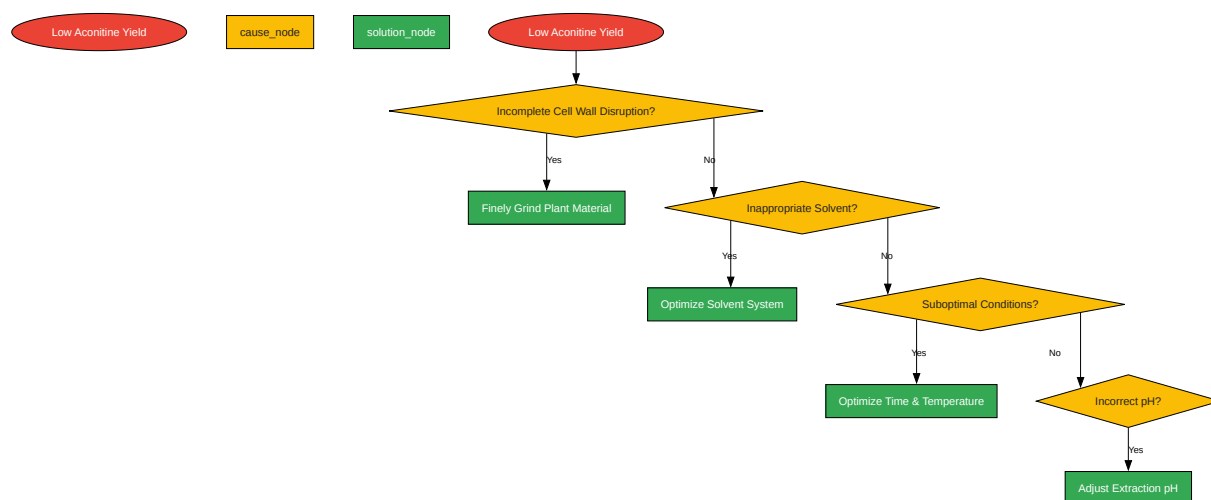 Low Aconitine Yield
cause_node
solution_node
Low Aconitine Yield
Incomplete Cell Wall Disruption?
Yes
No
Finely Grind Plant Material
Inappropriate Solvent?
Yes
No
Optimize Solvent System
Suboptimal Conditions?
Yes
No
Optimize Time & Temperature
Incorrect pH?
Yes
Adjust Extraction pH